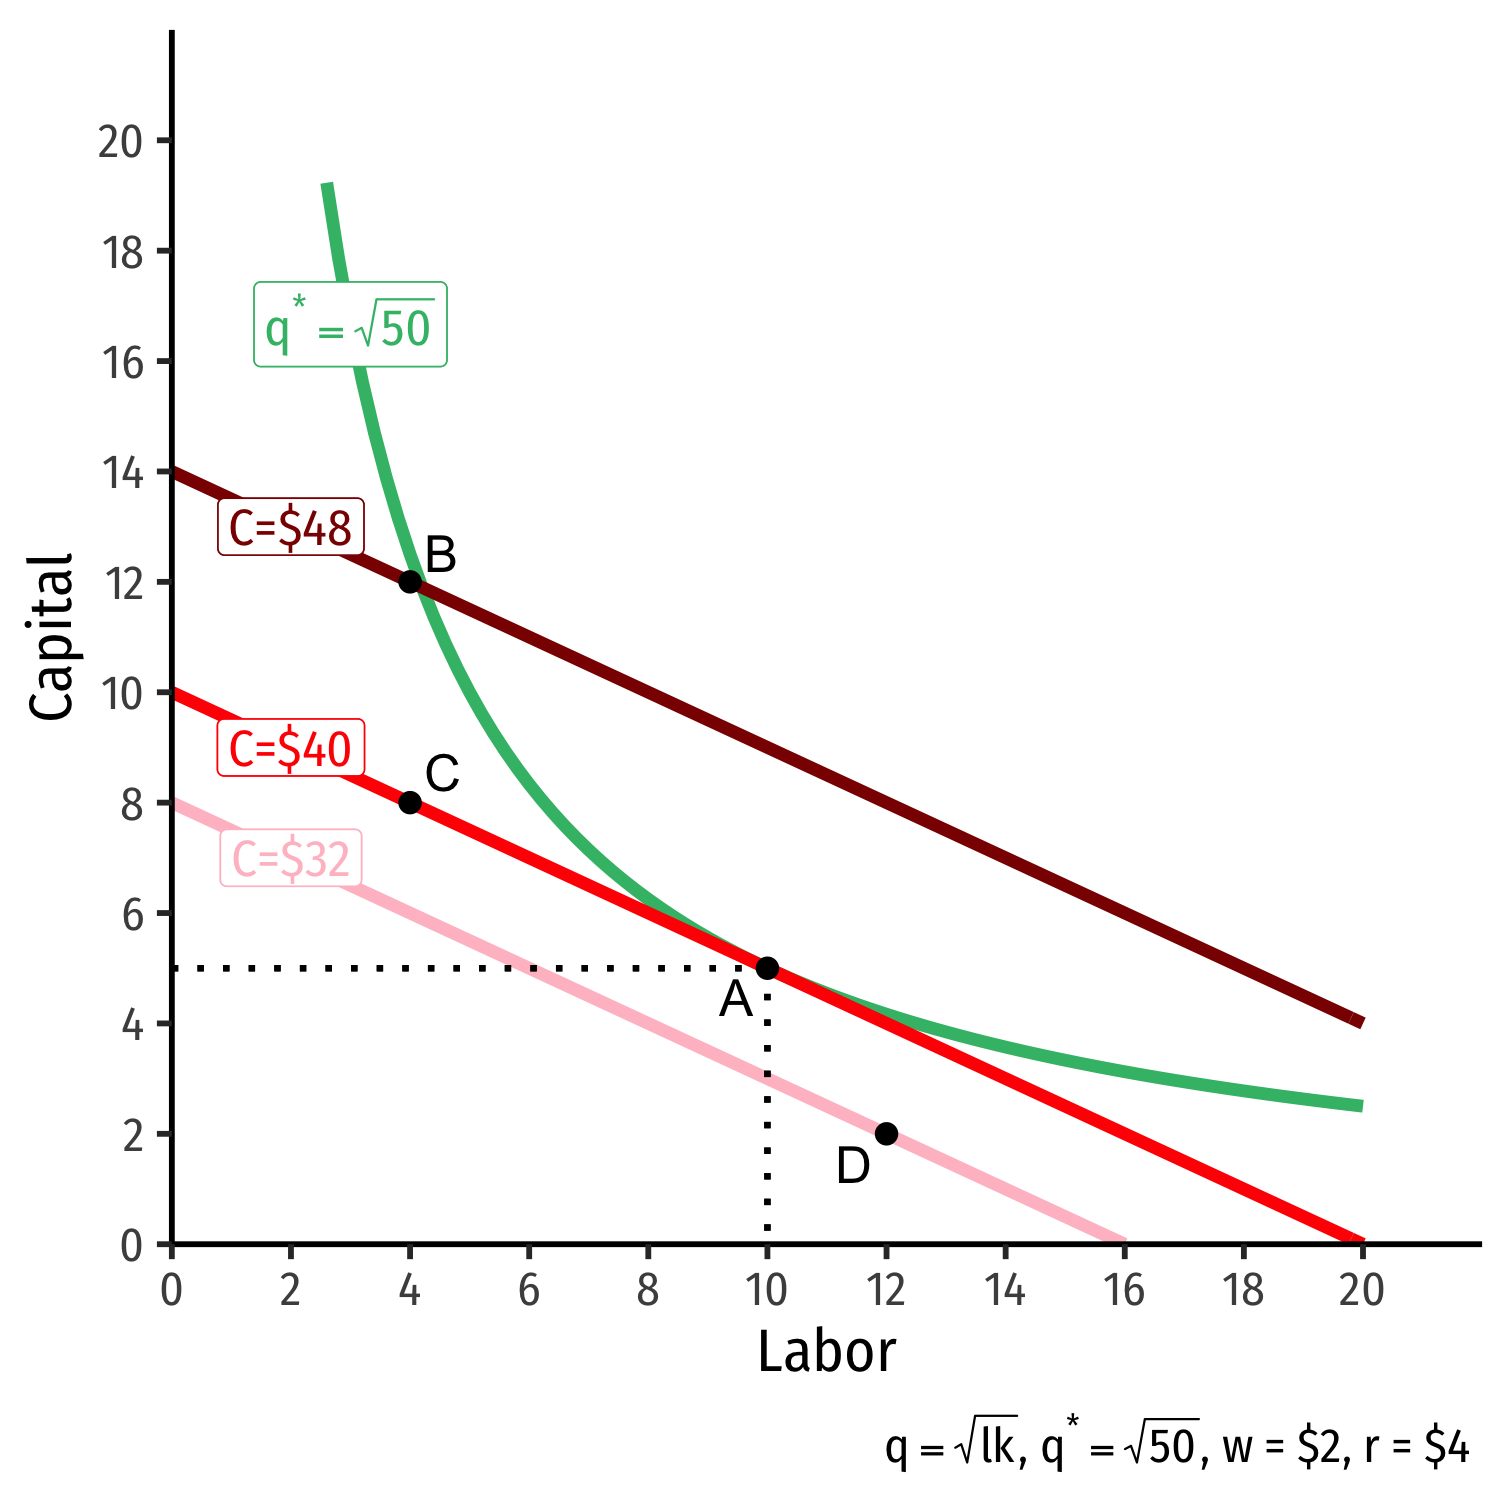 20
18
q* = √50
16
14
C=$48
B
12
Capital
10
C=$40
C
8
C=$32
6
A
4
2
D
0
0 2 4 6 8 10 12 14 16 18 20
Labor
q = √lk, q* = √50, w = $2, r = $4